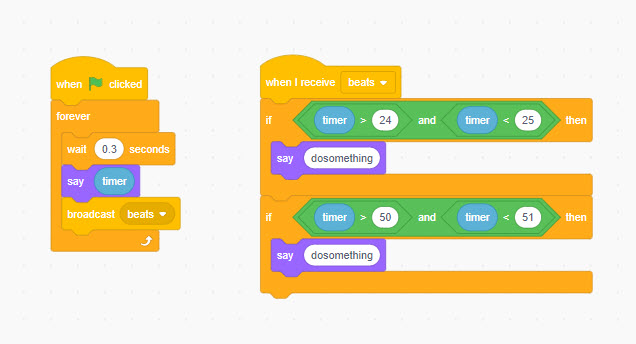 when clicked
forever
wait 0.3 seconds
say timer
broadcast beats
when I receive beats
if timer > 24 and timer < 25 then
say dosomething
if timer > 50 and timer < 51 then
say dosomething